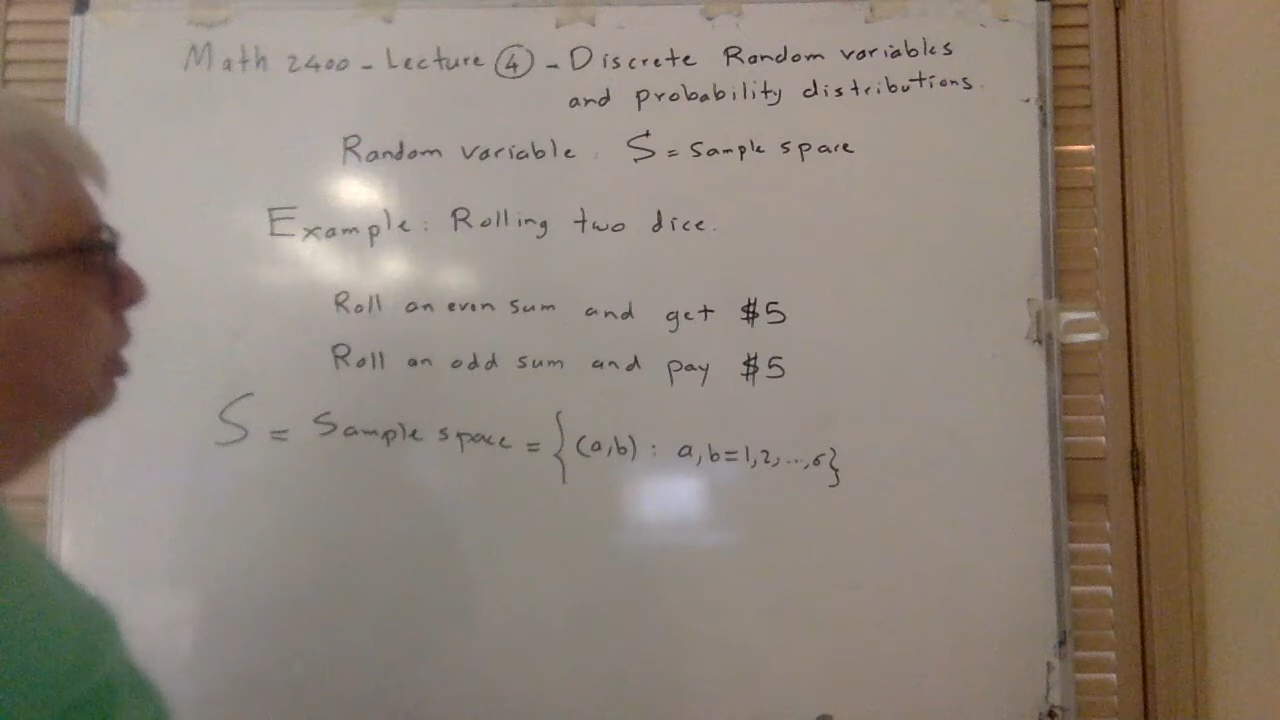 Math 2400 - Lecture ④ - Discrete Random variables
and probability distributions.
Random variable. S = Sample space
Example: Rolling two dice.
Roll an even sum and get $5
Roll an odd sum and pay $5
S = Sample space = {(a,b) : a,b=1,2,...,6}